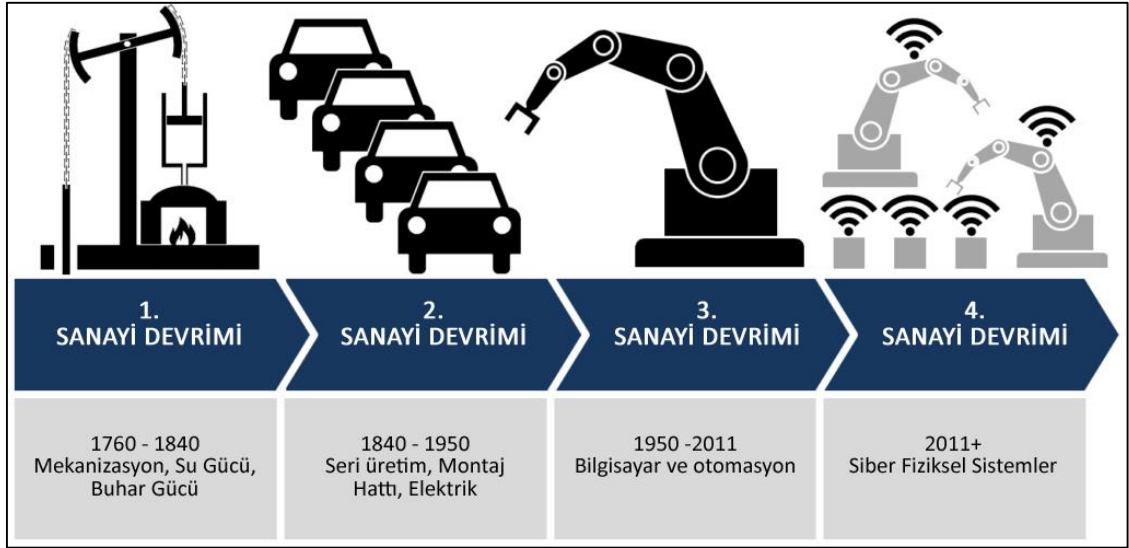 1.
SANAYİ DEVRİMİ
2.
SANAYİ DEVRİMİ
3.
SANAYİ DEVRİMİ
4.
SANAYİ DEVRİMİ
1760 - 1840
Mekanizasyon, Su Gücü,
Buhar Gücü
1840 - 1950
Seri üretim, Montaj
Hattı, Elektrik
1950 -2011
Bilgisayar ve otomasyon
2011+
Siber Fiziksel Sistemler